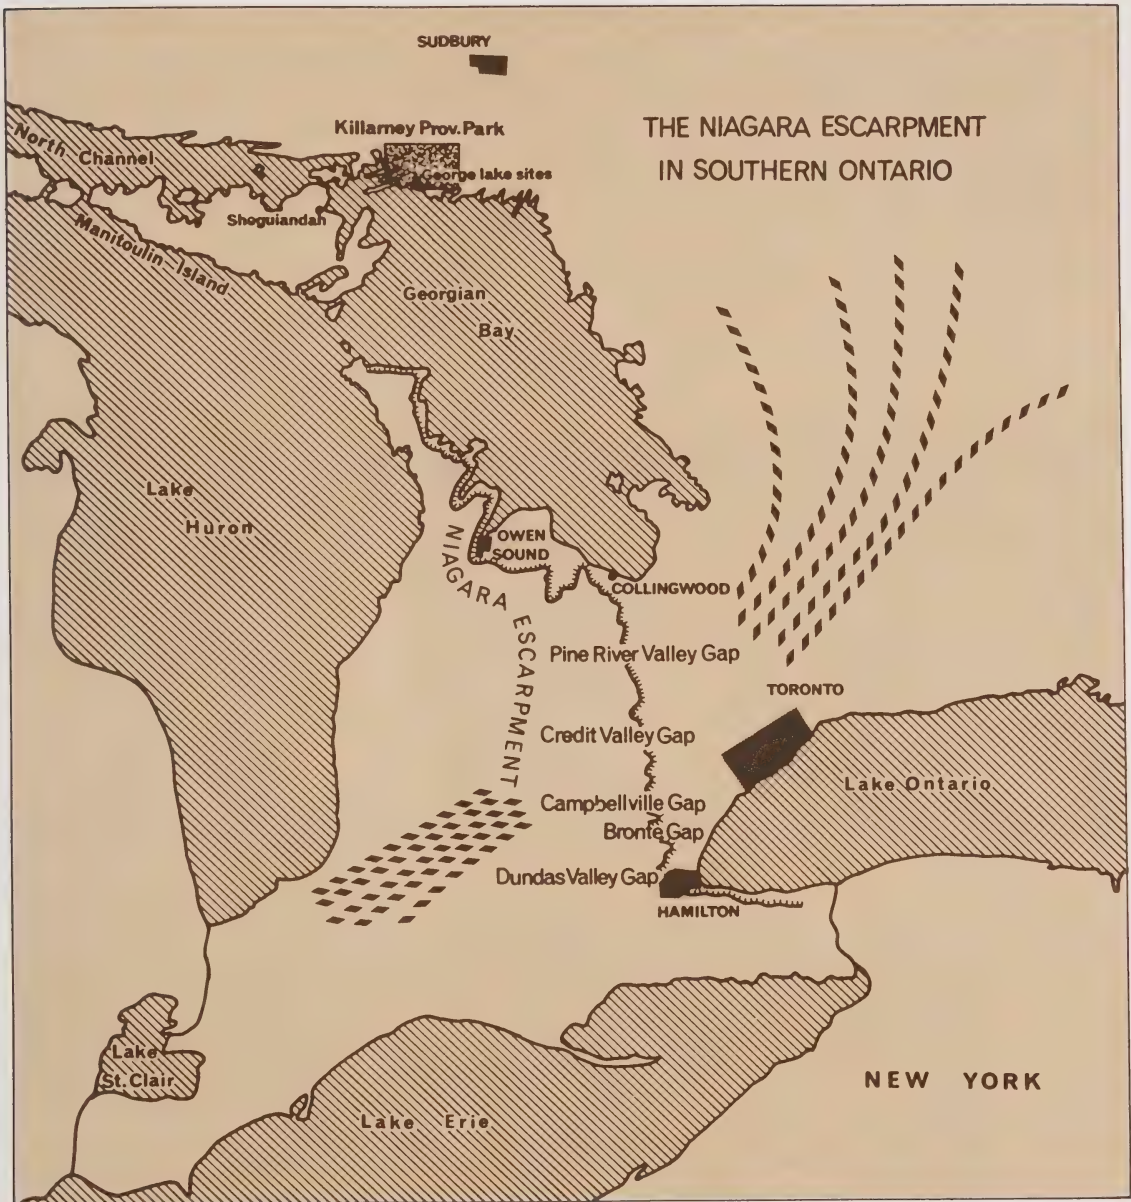 SUDBURY
THE NIAGARA ESCARPMENT
IN SOUTHERN ONTARIO
Killarney Prov. Park
George lake sites
North Channel
Sheguiandah
Manitoulin Island
Georgian
Bay
Lake
Huron
OWEN
SOUND
NIAGARA ESCARPMENT
COLLINGWOOD
Pine River Valley Gap
TORONTO
Credit Valley Gap
Lake Ontario
Campbellville Gap
Bronte Gap
Dundas Valley Gap
HAMILTON
Lake
St. Clair
NEW YORK
Lake Erie